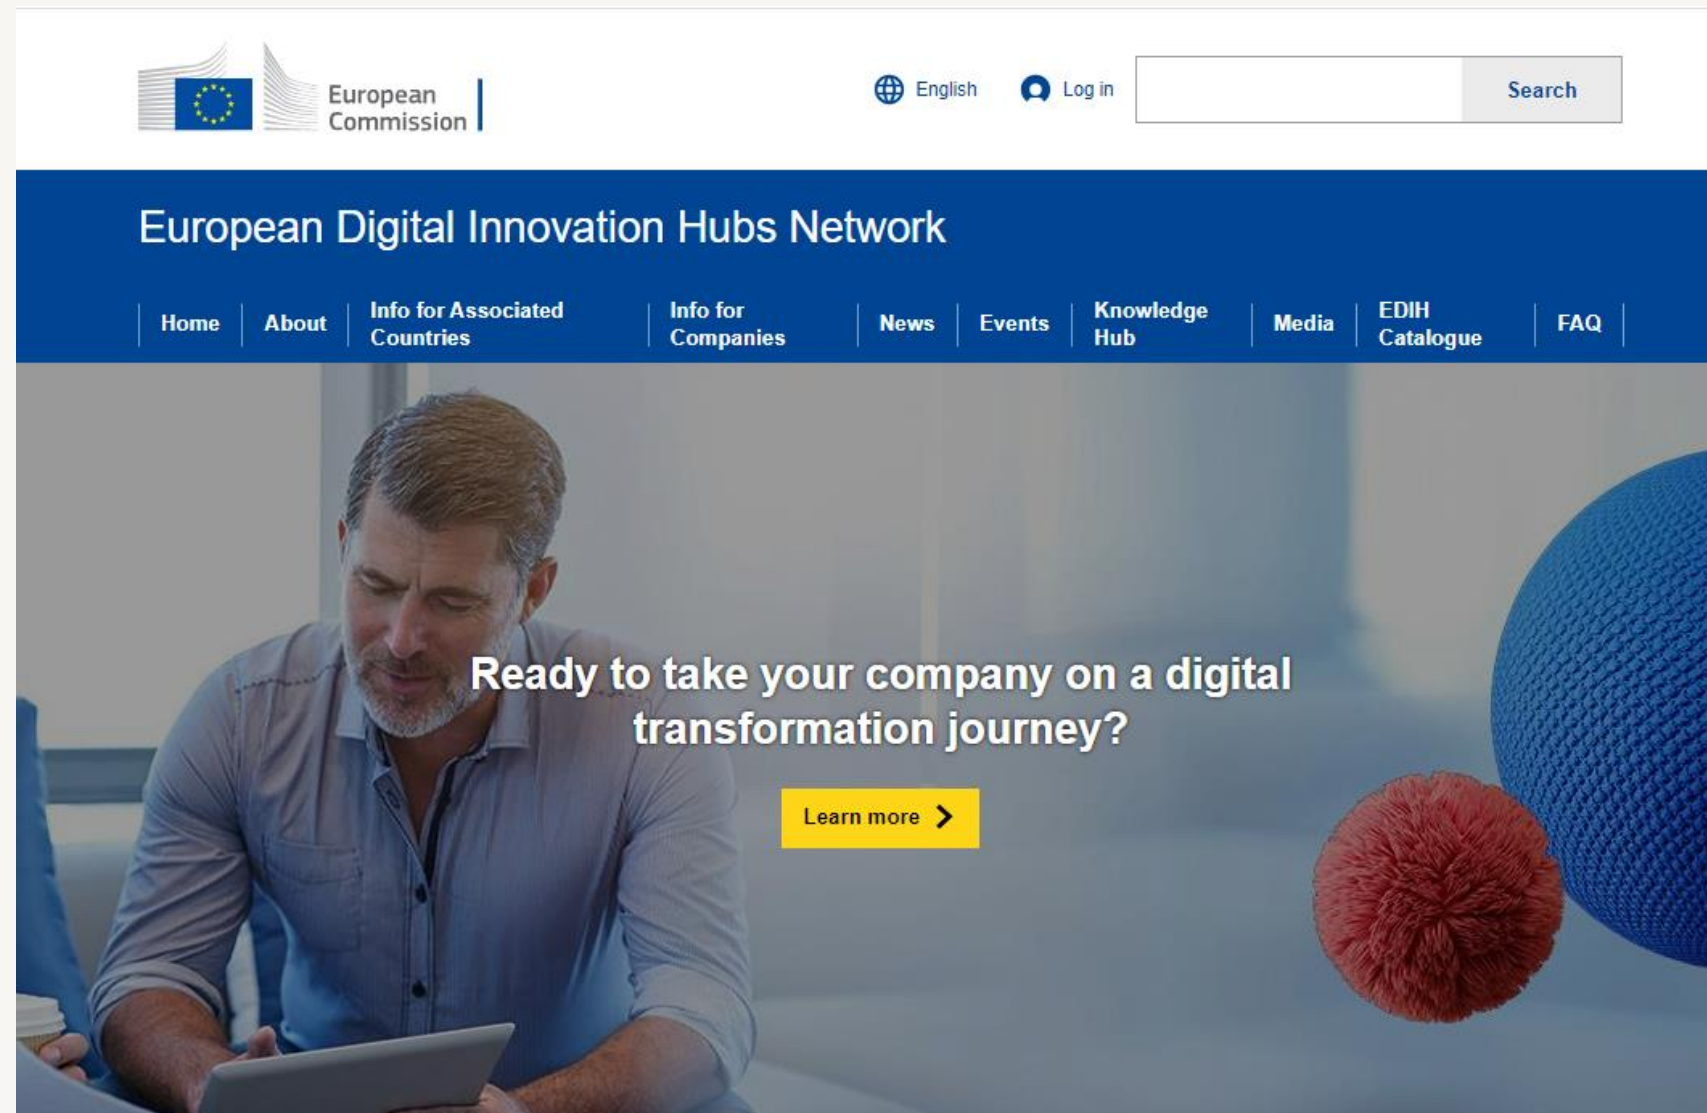 European
Commission
English
Log in
Search
European Digital Innovation Hubs Network
Home
About
Info for Associated
Countries
Info for
Companies
News
Events
Knowledge
Hub
Media
EDIH
Catalogue
FAQ
Ready to take your company on a digital
transformation journey?
Learn more